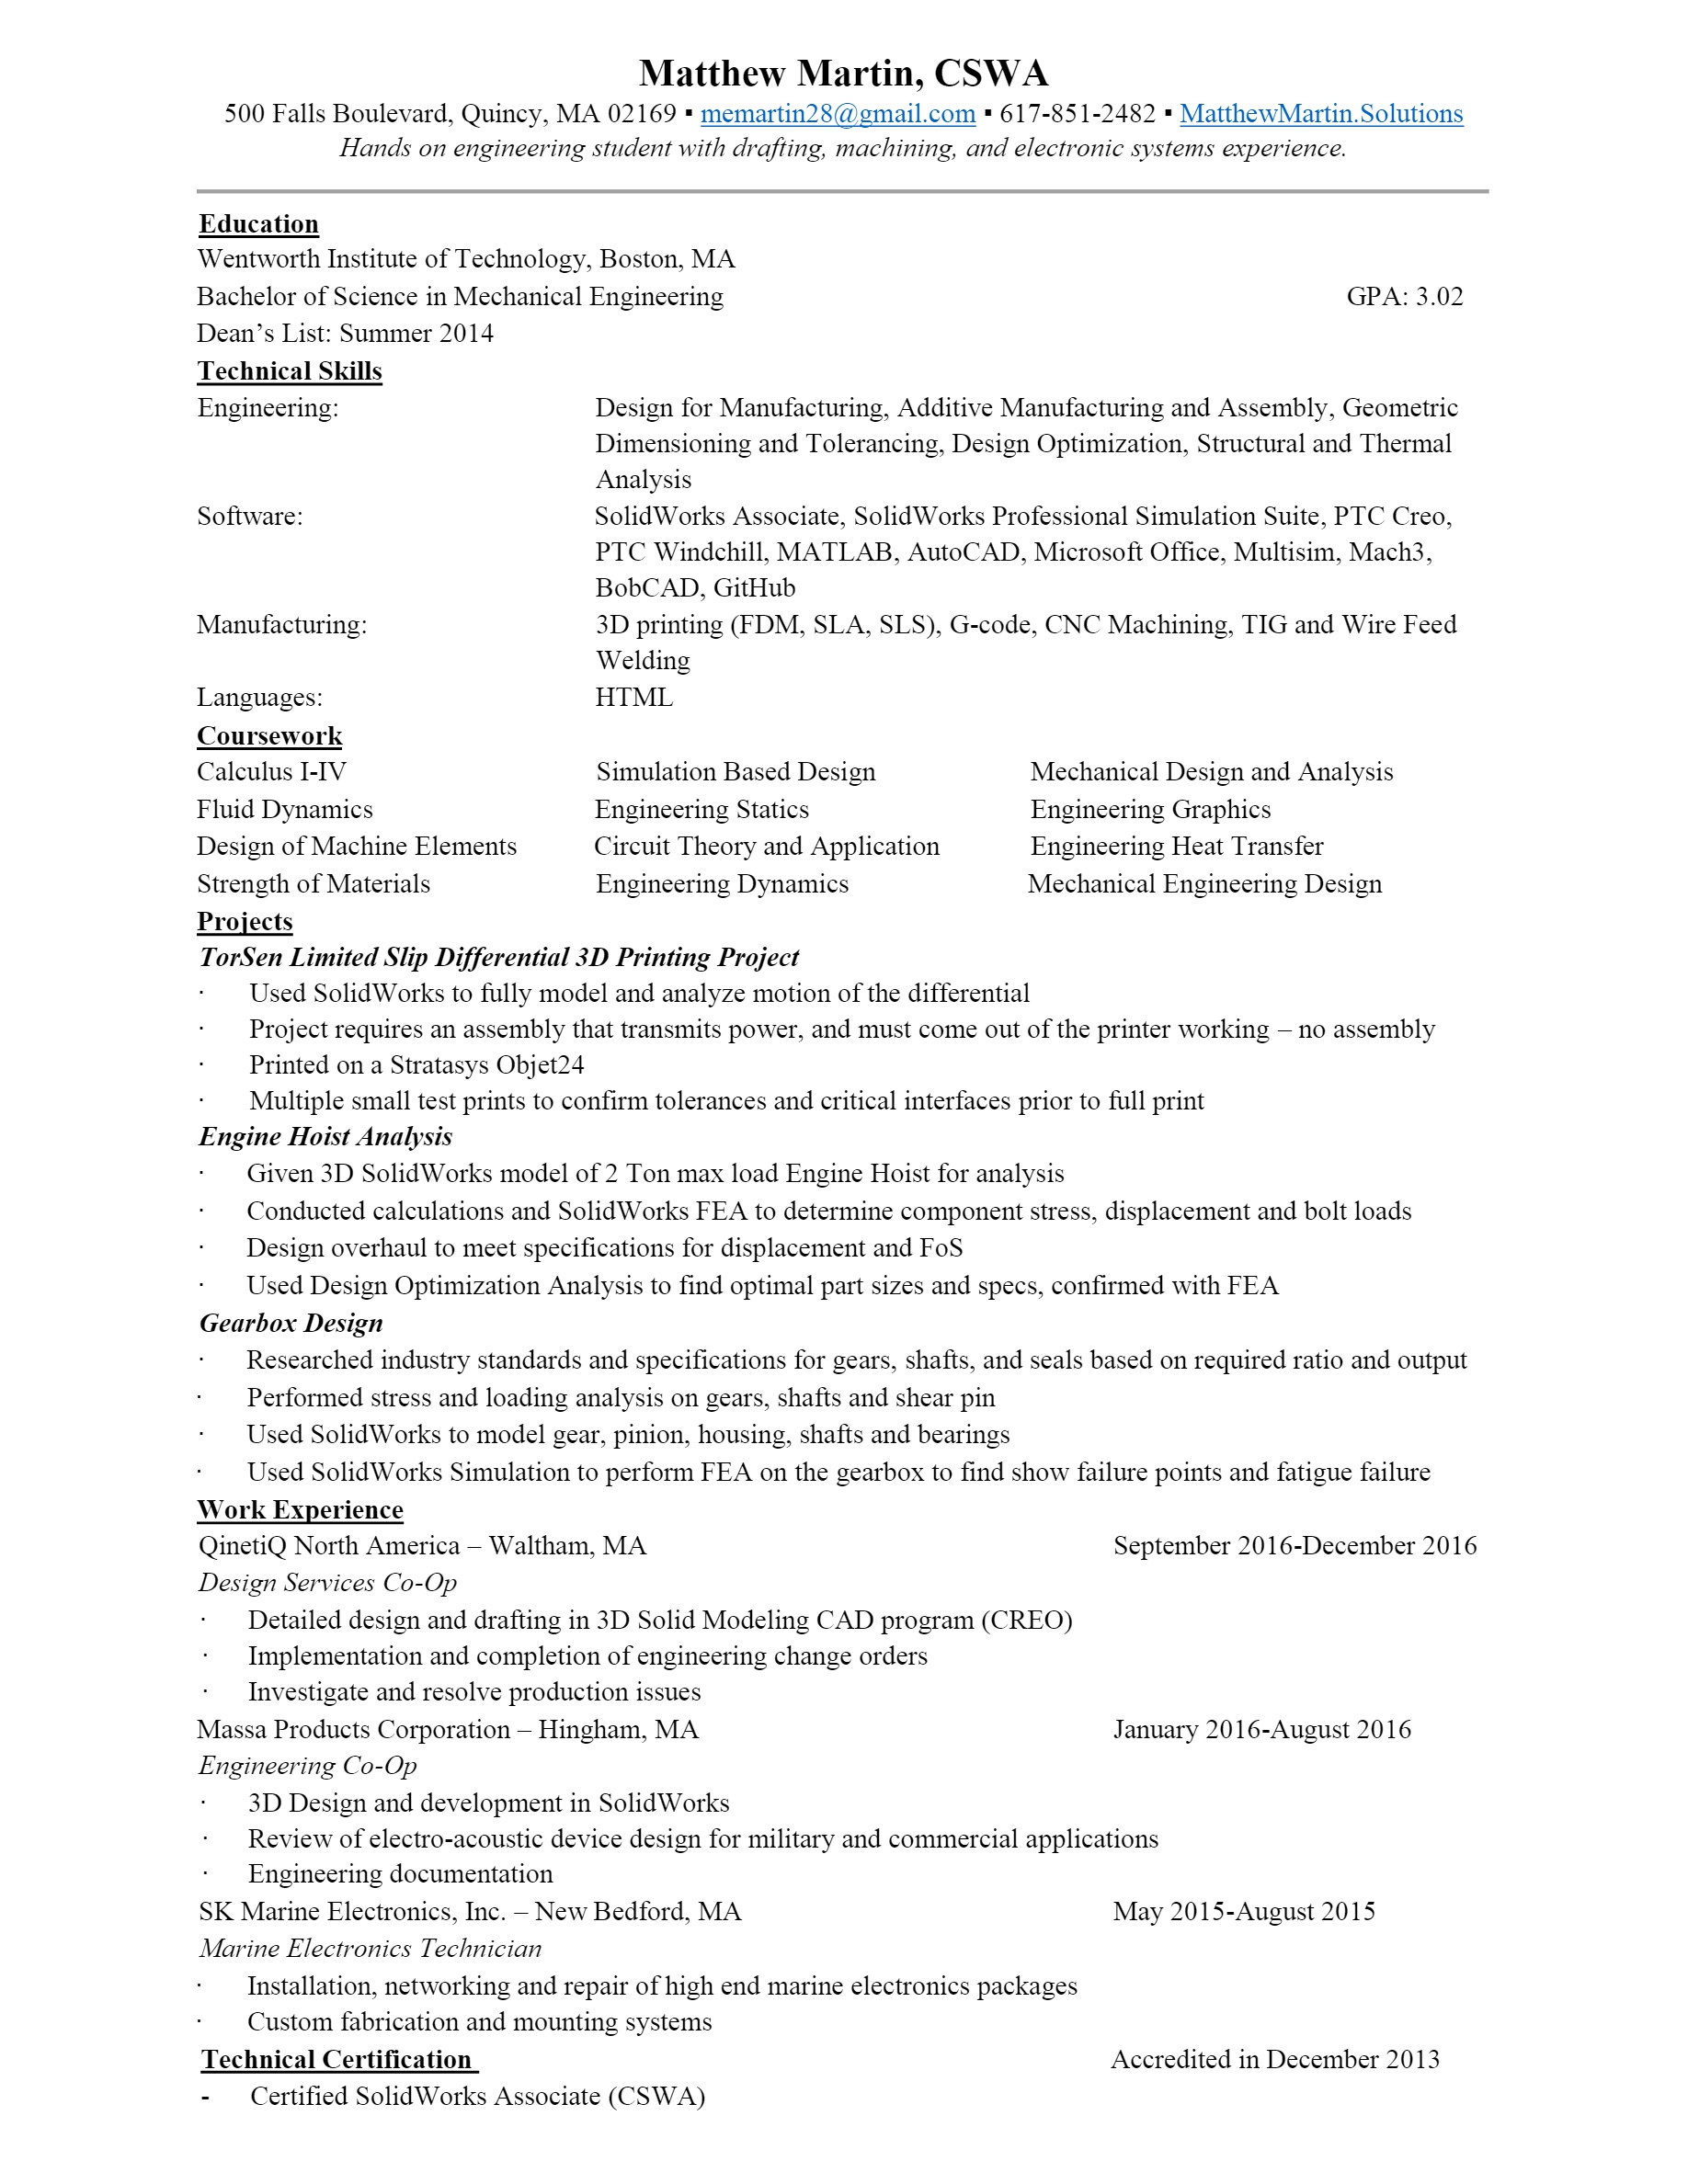 Matthew Martin, CSWA
500 Falls Boulevard, Quincy, MA 02169 ▪ memartin28@gmail.com ▪ 617-851-2482 ▪ MatthewMartin.Solutions
Hands on engineering student with drafting, machining, and electronic systems experience.
Education
Wentworth Institute of Technology, Boston, MA
Bachelor of Science in Mechanical Engineering GPA: 3.02
Dean’s List: Summer 2014
Technical Skills
Engineering: Design for Manufacturing, Additive Manufacturing and Assembly, Geometric
Dimensioning and Tolerancing, Design Optimization, Structural and Thermal
Analysis
Software: SolidWorks Associate, SolidWorks Professional Simulation Suite, PTC Creo,
PTC Windchill, MATLAB, AutoCAD, Microsoft Office, Multisim, Mach3,
BobCAD, GitHub
Manufacturing: 3D printing (FDM, SLA, SLS), G-code, CNC Machining, TIG and Wire Feed
Welding
Languages: HTML
Coursework
Calculus I-IV Simulation Based Design Mechanical Design and Analysis
Fluid Dynamics Engineering Statics Engineering Graphics
Design of Machine Elements Circuit Theory and Application Engineering Heat Transfer
Strength of Materials Engineering Dynamics Mechanical Engineering Design
Projects
TorSen Limited Slip Differential 3D Printing Project
· Used SolidWorks to fully model and analyze motion of the differential
· Project requires an assembly that transmits power, and must come out of the printer working – no assembly
· Printed on a Stratasys Objet24
· Multiple small test prints to confirm tolerances and critical interfaces prior to full print
Engine Hoist Analysis
· Given 3D SolidWorks model of 2 Ton max load Engine Hoist for analysis
· Conducted calculations and SolidWorks FEA to determine component stress, displacement and bolt loads
· Design overhaul to meet specifications for displacement and FoS
· Used Design Optimization Analysis to find optimal part sizes and specs, confirmed with FEA
Gearbox Design
· Researched industry standards and specifications for gears, shafts, and seals based on required ratio and output
· Performed stress and loading analysis on gears, shafts and shear pin
· Used SolidWorks to model gear, pinion, housing, shafts and bearings
· Used SolidWorks Simulation to perform FEA on the gearbox to find show failure points and fatigue failure
Work Experience
QinetiQ North America – Waltham, MA September 2016-December 2016
Design Services Co-Op
· Detailed design and drafting in 3D Solid Modeling CAD program (CREO)
· Implementation and completion of engineering change orders
· Investigate and resolve production issues
Massa Products Corporation – Hingham, MA January 2016-August 2016
Engineering Co-Op
· 3D Design and development in SolidWorks
· Review of electro-acoustic device design for military and commercial applications
· Engineering documentation
SK Marine Electronics, Inc. – New Bedford, MA May 2015-August 2015
Marine Electronics Technician
· Installation, networking and repair of high end marine electronics packages
· Custom fabrication and mounting systems
Technical Certification Accredited in December 2013
- Certified SolidWorks Associate (CSWA)